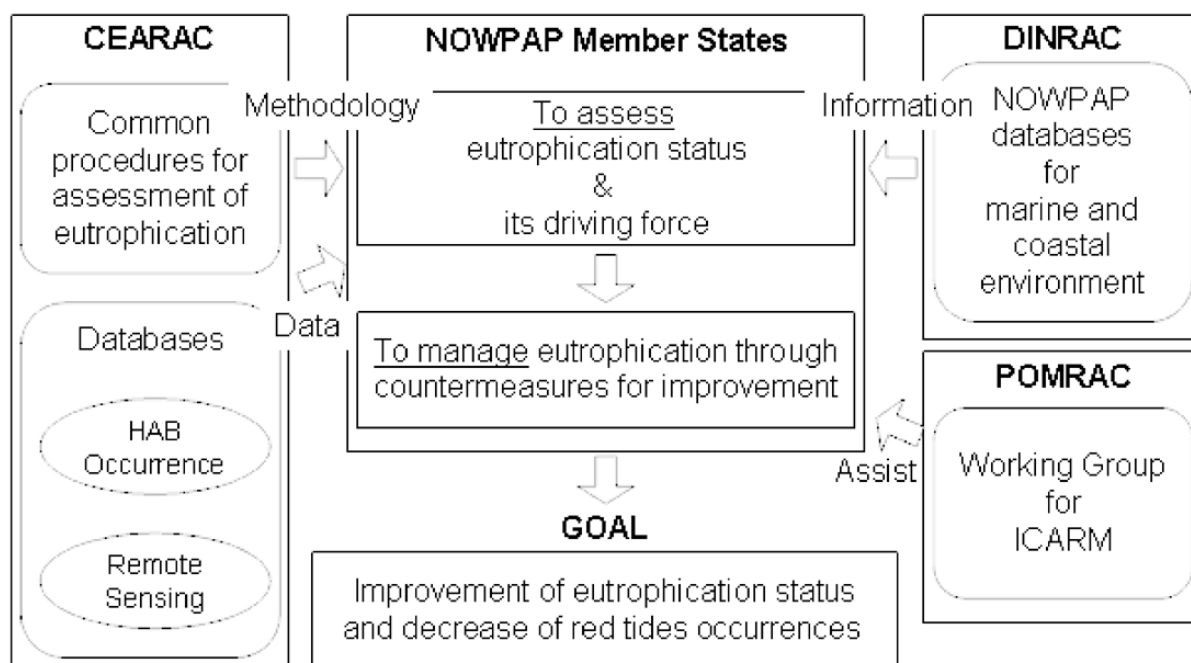 CEARAC
Common
procedures for
assessment of
eutrophication
Databases
HAB
Occurrence
Remote
Sensing
Methodology
Data
NOWPAP Member States
To assess
eutrophication status
&
its driving force
To manage eutrophication through
countermeasures for improvement
GOAL
Improvement of eutrophication status
and decrease of red tides occurrences
Information
Assist
DINRAC
NOWPAP
databases
for
marine and
coastal
environment
POMRAC
Working Group
for
ICARM